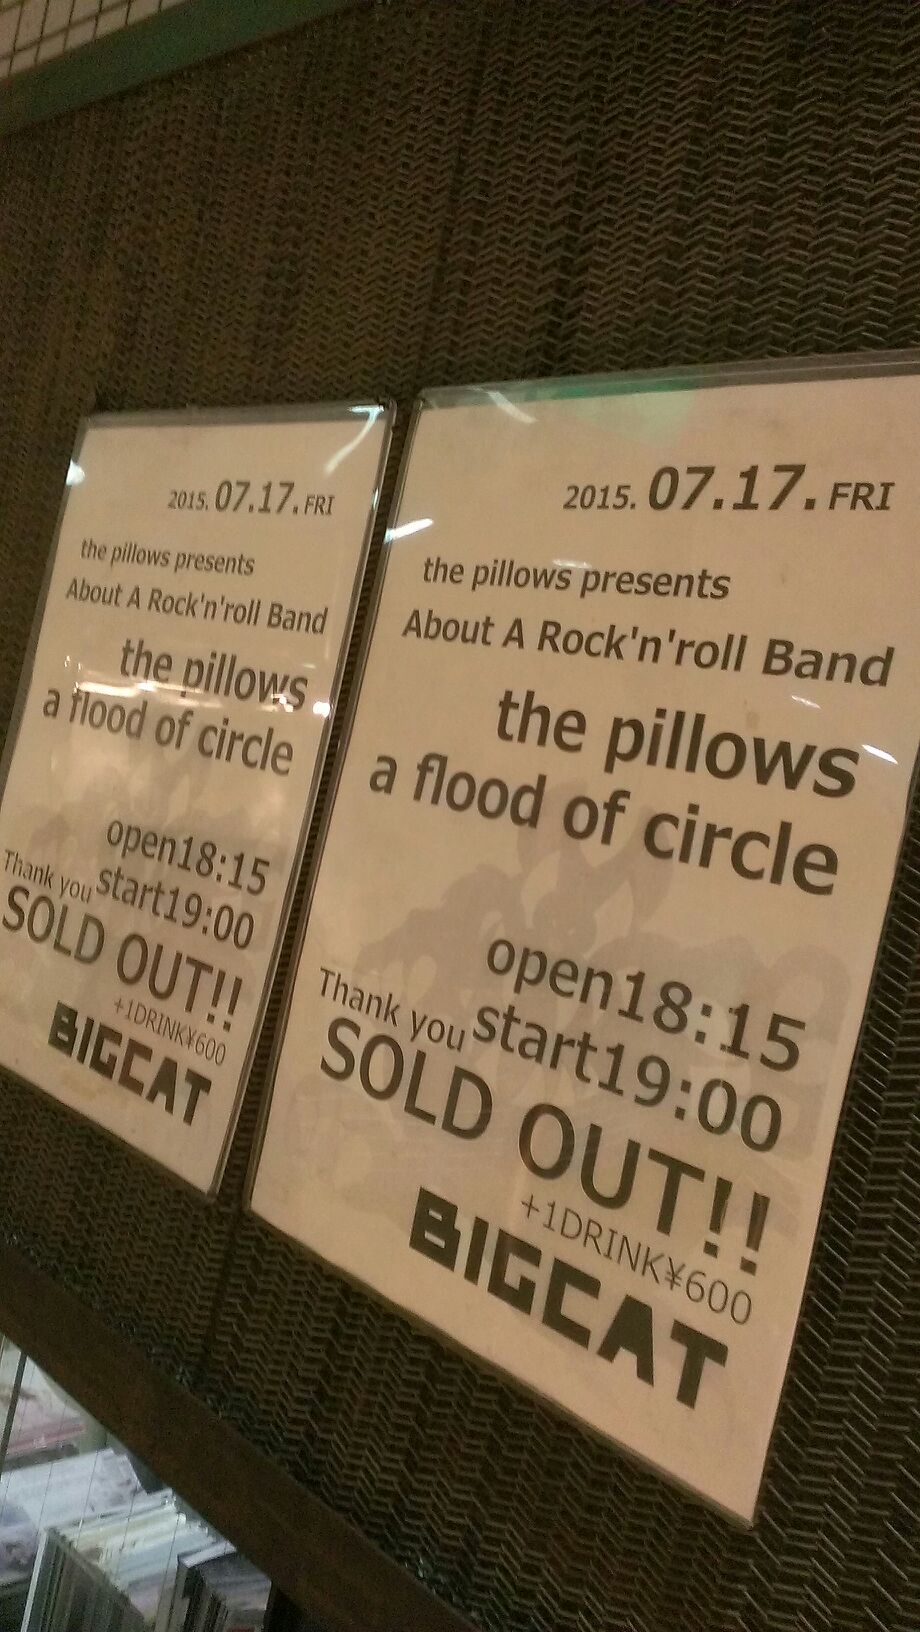 2015. 07.17. FRI
the pillows presents
About A Rock'n'roll Band
the pillows
a flood of circle
open18:15
start19:00
Thank you
SOLD OUT!!
+1DRINK¥600
BIGCAT
2015. 07.17. FRI
the pillows presents
About A Rock'n'roll Band
the pillows
a flood of circle
open18:15
start19:00
Thank you
SOLD OUT!!
+1DRINK¥600
BIGCAT